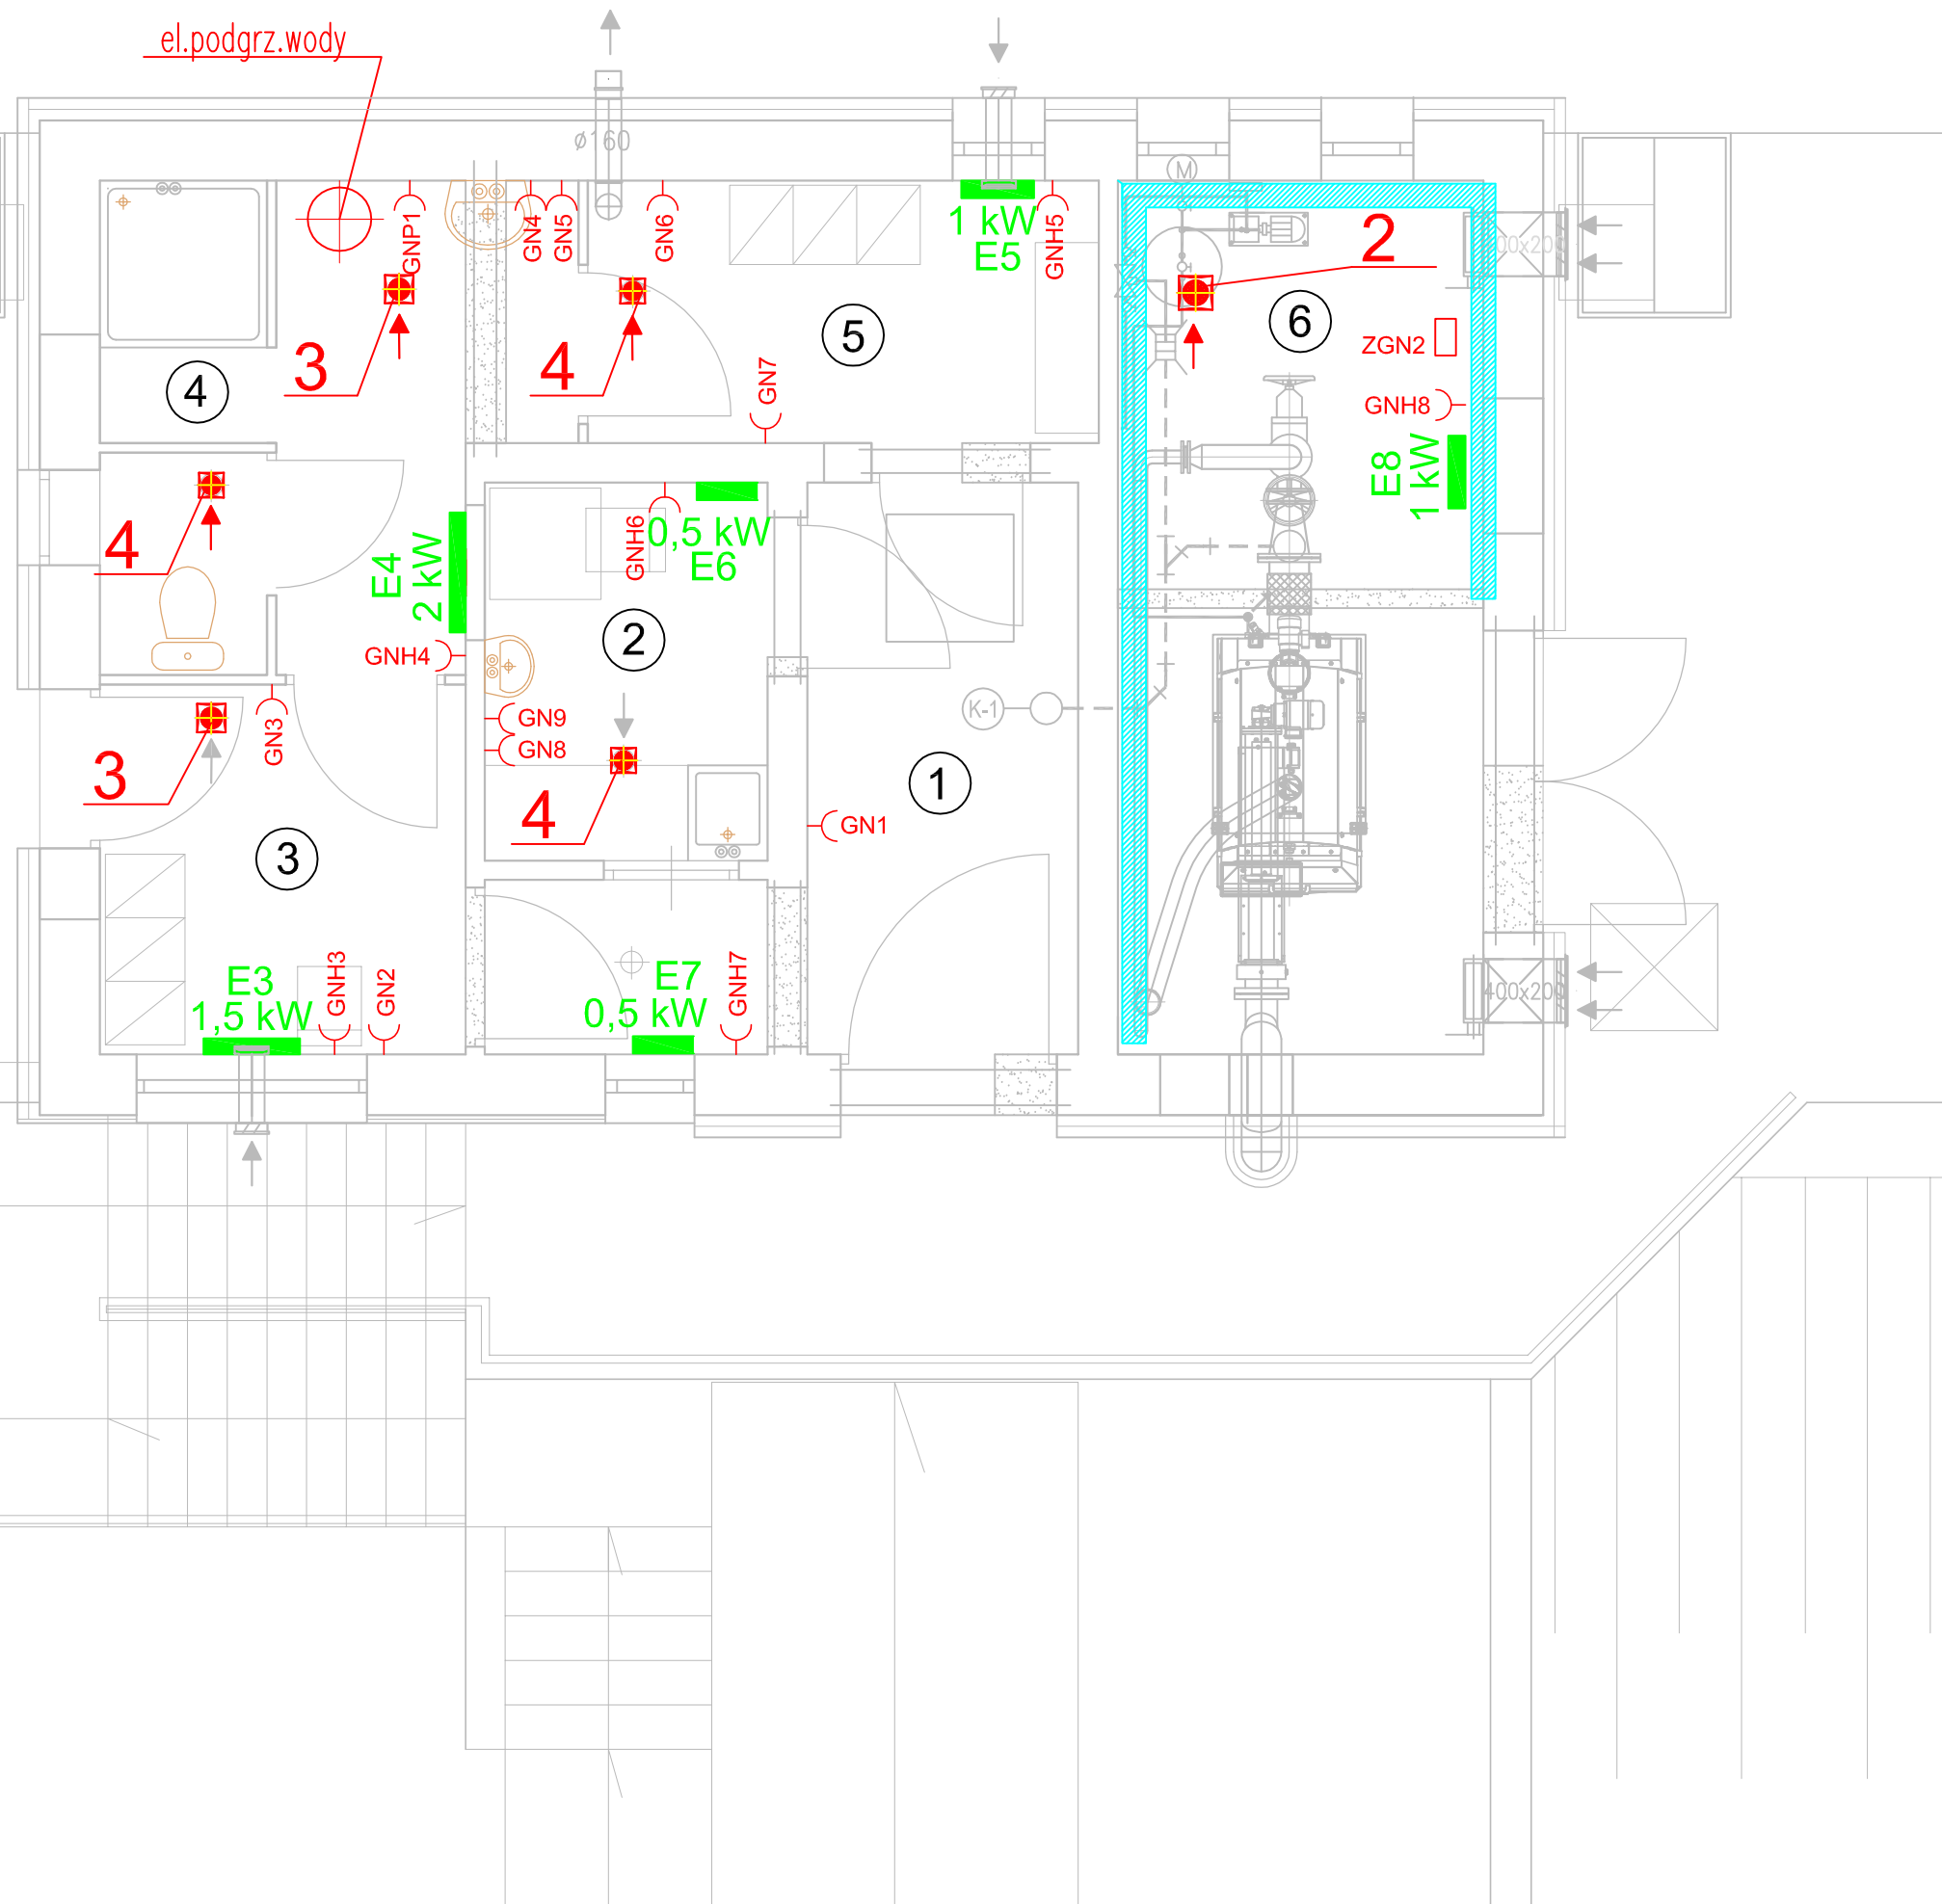 el.podgrz.wody
ø160
M
GNP1
GN4
GN5
GN6
1 kW
E5
GNH5
2
400x200
3
4
5
6
ZGN2
4
GN7
GNH8
E8
1 kW
4
E4
2 kW
GNH6
0,5 kW
E6
2
GNH4
K-1
GN9
GN8
GN3
3
4
1
GN1
3
E3
1,5 kW
GNH3
GN2
E7
0,5 kW
GNH7
400x200